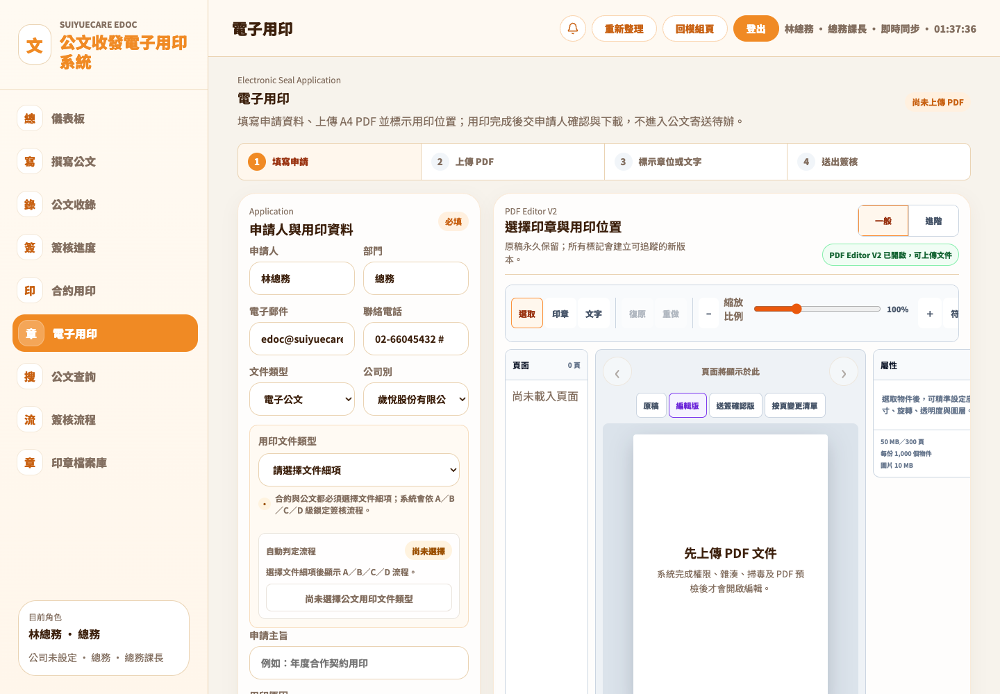 文
SUIYUECARE EDOC
公文收發電子用印
系統
總 儀表板
寫 撰寫公文
錄 公文收錄
簽 簽核進度
印 合約用印
章 電子用印
搜 公文查詢
流 簽核流程
章 印章檔案庫
目前角色
林總務 · 總務
公司未設定 · 總務 · 總務課長
電子用印
重新整理
回模組頁
登出
林總務 · 總務課長 · 即時同步 · 01:37:36
Electronic Seal Application
電子用印
填寫申請資料、上傳 A4 PDF 並標示用印位置；用印完成後交申請人確認與下載，不進入公文寄送待辦。
尚未上傳 PDF
1 填寫申請
2 上傳 PDF
3 標示章位或文字
4 送出簽核
Application
申請人與用印資料
必填
申請人
部門
林總務
總務
電子郵件
聯絡電話
edoc@suiyuecare
02-66045432 #
文件類型
公司別
電子公文
歲悅股份有限公
用印文件類型
請選擇文件細項
合約與公文都必須選擇文件細項；系統會依 A／B
／C／D 級鎖定簽核流程。
自動判定流程
尚未選擇
選擇文件細項後顯示 A／B／C／D 流程。
尚未選擇公文用印文件類型
申請主旨
例如：年度合作契約用印
PDF Editor V2
選擇印章與用印位置
原稿永久保留；所有標記會建立可追蹤的新版
本。
一般
進階
PDF Editor V2 已開啟，可上傳文件
選取
印章
文字
復原
重做
−
縮放
比例
100%
+
符
頁面
0 頁
尚未載入頁面
‹
頁面將顯示於此
›
原稿
編輯版
送簽確認版
按頁變更清單
先上傳 PDF 文件
系統完成權限、雜湊、掃毒及 PDF 預
檢後才會開啟編輯。
屬性
選取物件後，可精準設定
寸、旋轉、透明度與圖層。
50 MB／300 頁
每份 1,000 個物件
圖片 10 MB